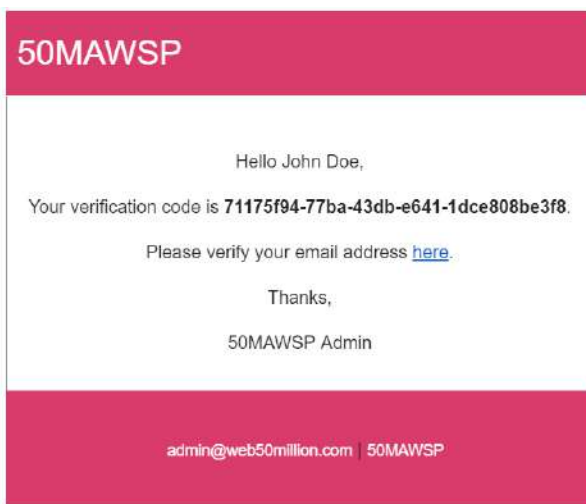 50MAWSP
Hello John Doe,
Your verification code is 71175f94-77ba-43db-e641-1dce808be3f8.
Please verify your email address here.
Thanks,
50MAWSP Admin
admin@web50million.com | 50MAWSP